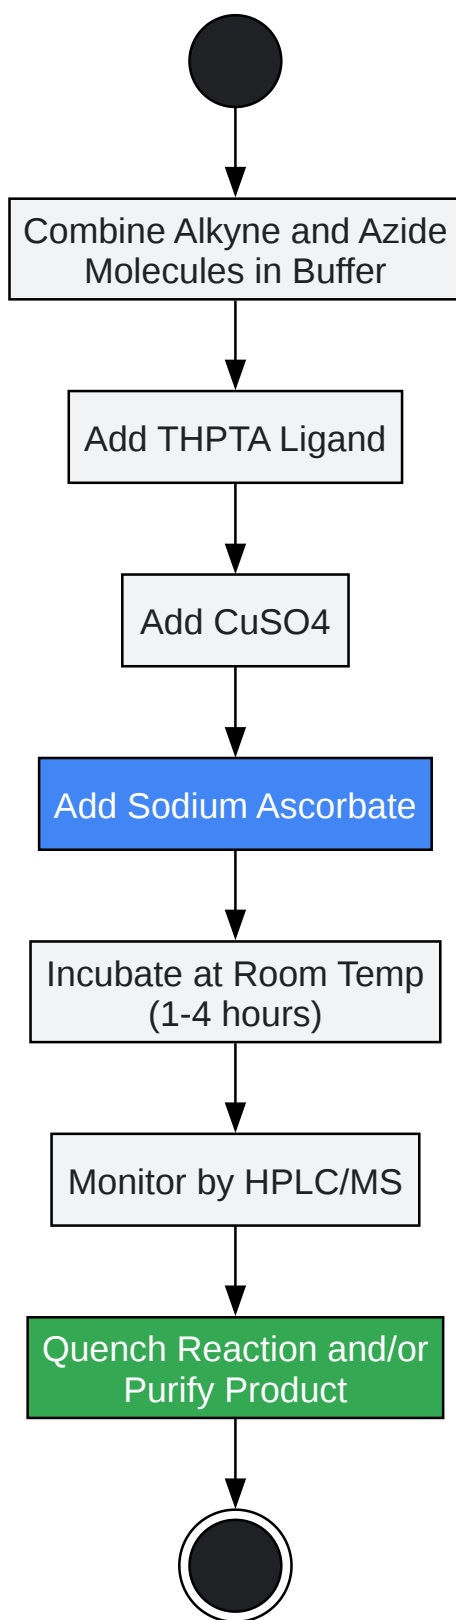 Combine Alkyne and Azide
Molecules in Buffer
Add THPTA Ligand
Add CuSO4
Add Sodium Ascorbate
Incubate at Room Temp
(1-4 hours)
Monitor by HPLC/MS
Quench Reaction and/or
Purify Product